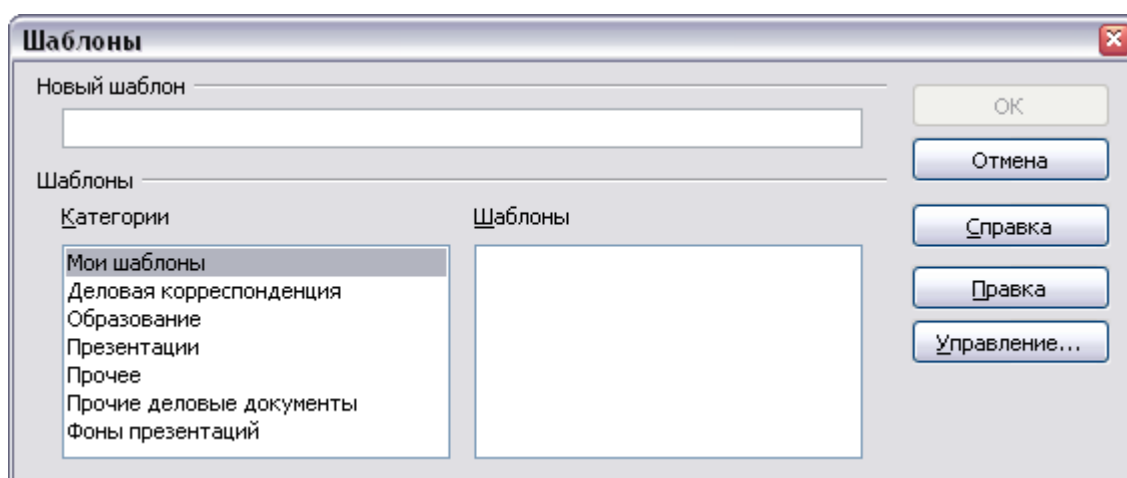 Шаблоны
Новый шаблон
ОК
Отмена
Шаблоны
Категории
Шаблоны
Справка
Мои шаблоны
Деловая корреспонденция
Образование
Презентации
Прочее
Прочие деловые документы
Фоны презентаций
Правка
Управление...